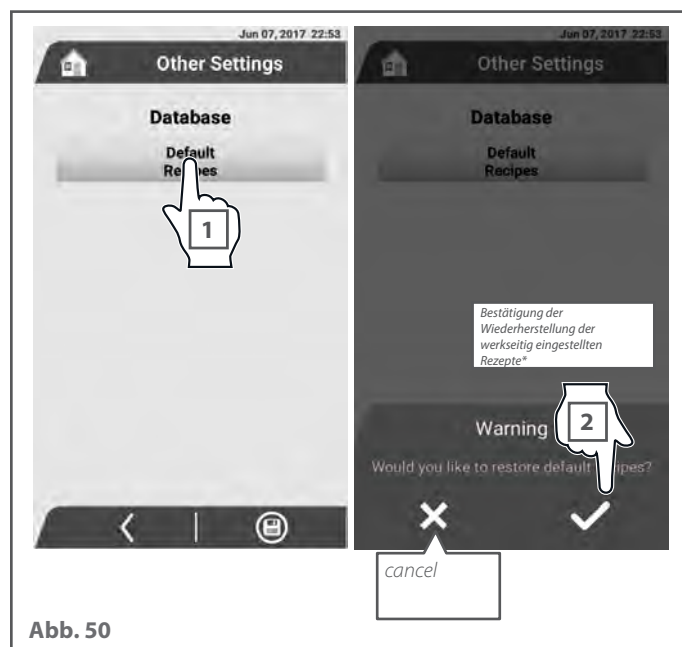 Jun 07, 2017 22:53
Other Settings
Database
Default
Recipes
1
Jun 07, 2017 22:53
Other Settings
Database
Default
Recipes
Bestätigung der
Wiederherstellung der
werkseitig eingestellten
Rezepte*
2
Warning
Would you like to restore default recipes?
cancel
Abb. 50